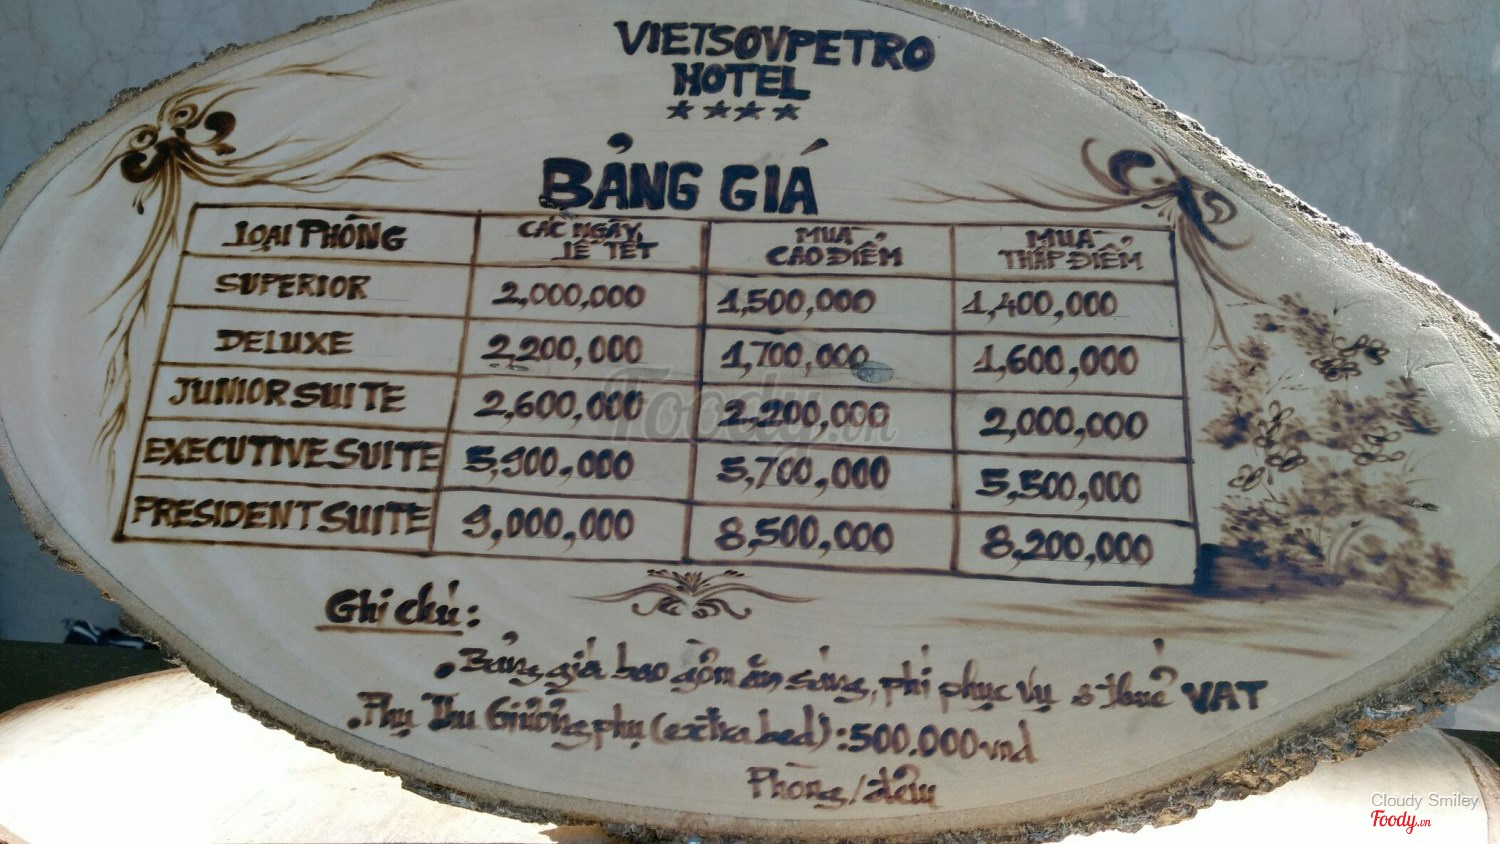 VIETSOVPETRO
HOTEL
★★★★
BẢNG GIÁ
LOẠI PHÒNG CÁC NGÀY LỄ TẾT MÙA CAO ĐIỂM MÙA THẤP ĐIỂM
SUPERIOR 2,000,000 1,500,000 1,400,000
DELUXE 2,200,000 1,700,000 1,600,000
JUNIOR SUITE 2,600,000 2,200,000 2,000,000
EXECUTIVE SUITE 5,900,000 5,700,000 5,500,000
PRESIDENT SUITE 9,000,000 8,500,000 8,200,000
Ghi chú:
• Bảng giá bao gồm ăn sáng, phí phục vụ & thuế VAT
• Phụ Thu Giường phụ (extra bed): 500.000 vnd
Phòng/đêm
Foody.vn
Cloudy Smiley
Foody.vn